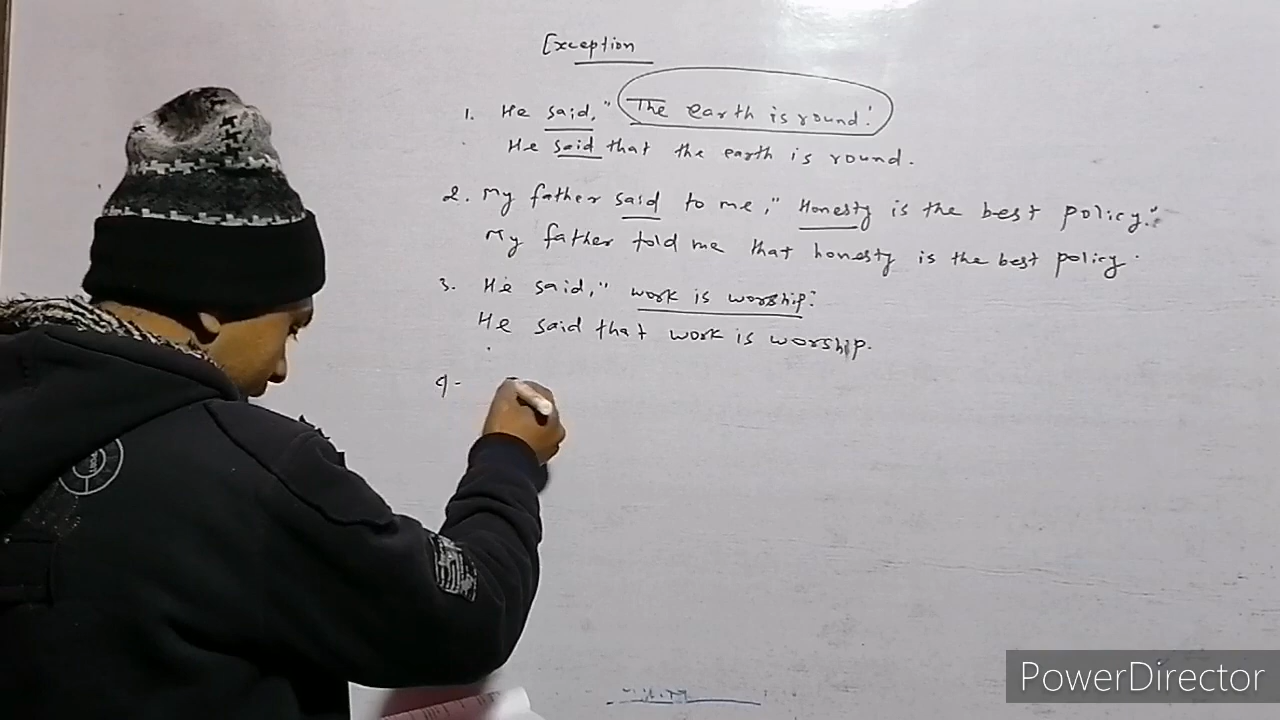 Exception
1. He said, "The earth is round."
He said that the earth is round.
2. My father said to me, "Honesty is the best policy."
My father told me that honesty is the best policy.
3. He said, "work is worship."
He said that work is worship.
4-
PowerDirector